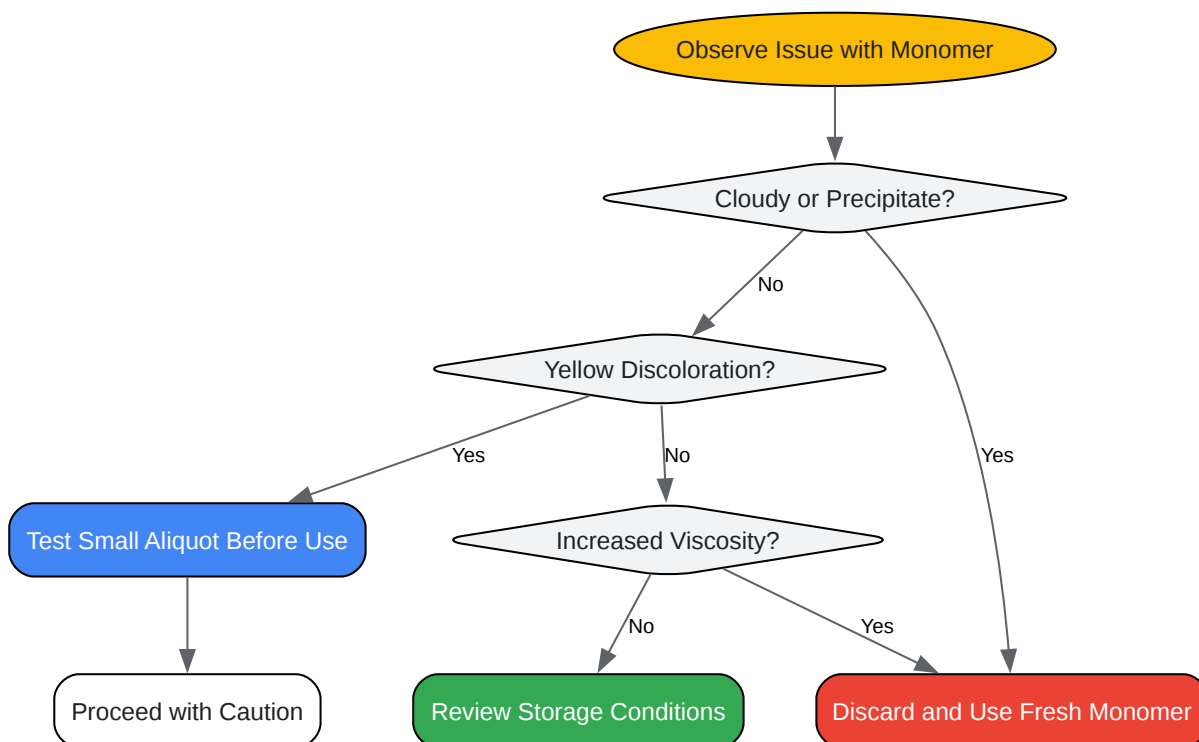 Observe Issue with Monomer
Cloudy or Precipitate?
No
Yellow Discoloration?
Yes
No
Yes
Test Small Aliquot Before Use
Increased Viscosity?
No
Yes
Proceed with Caution
Review Storage Conditions
Discard and Use Fresh Monomer